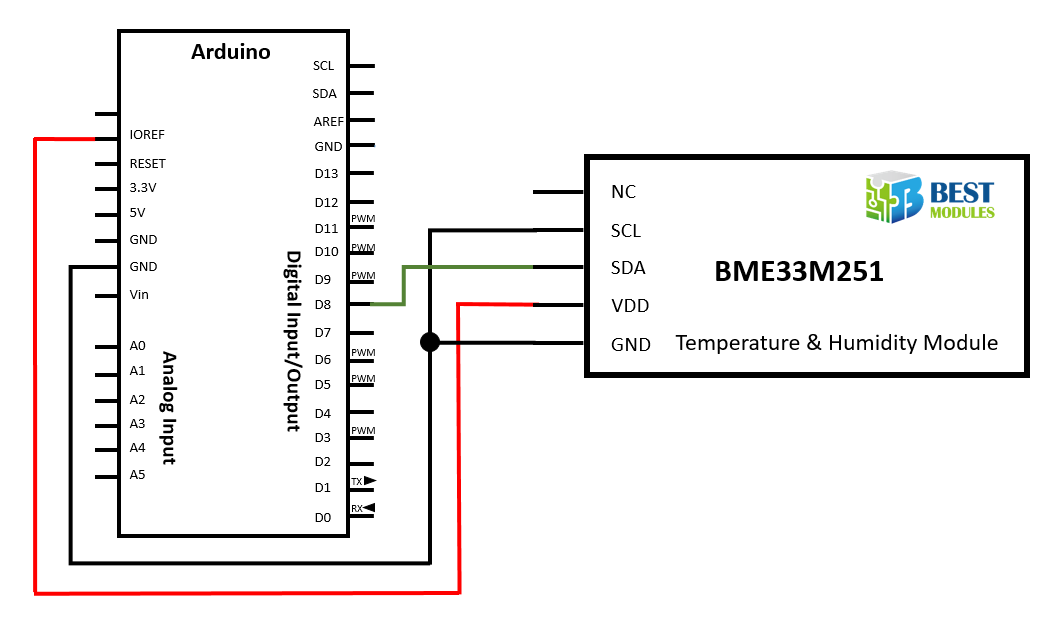 Arduino
SCL
SDA
AREF
GND
D13
D12
PWM
D11
PWM
D10
PWM
D9
D8
D7
PWM
D6
PWM
D5
D4
PWM
D3
D2
TX
D1
RX
D0
Digital Input/Output
IOREF
RESET
3.3V
5V
GND
GND
Vin
A0
A1
A2
A3
A4
A5
Analog Input
NC
SCL
SDA
VDD
GND
BEST
MODULES
BME33M251
Temperature & Humidity Module